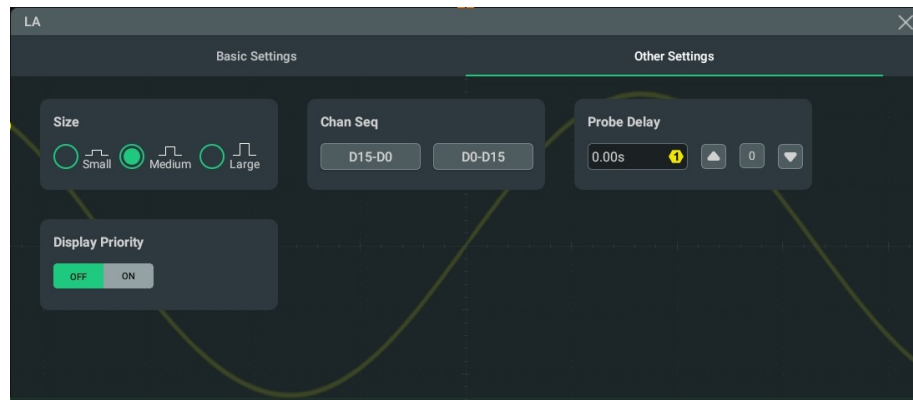 LA
Basic Settings
Other Settings
Size
Small Medium Large
Chan Seq
D15-D0 D0-D15
Probe Delay
0.00s 1 0
Display Priority
OFF ON